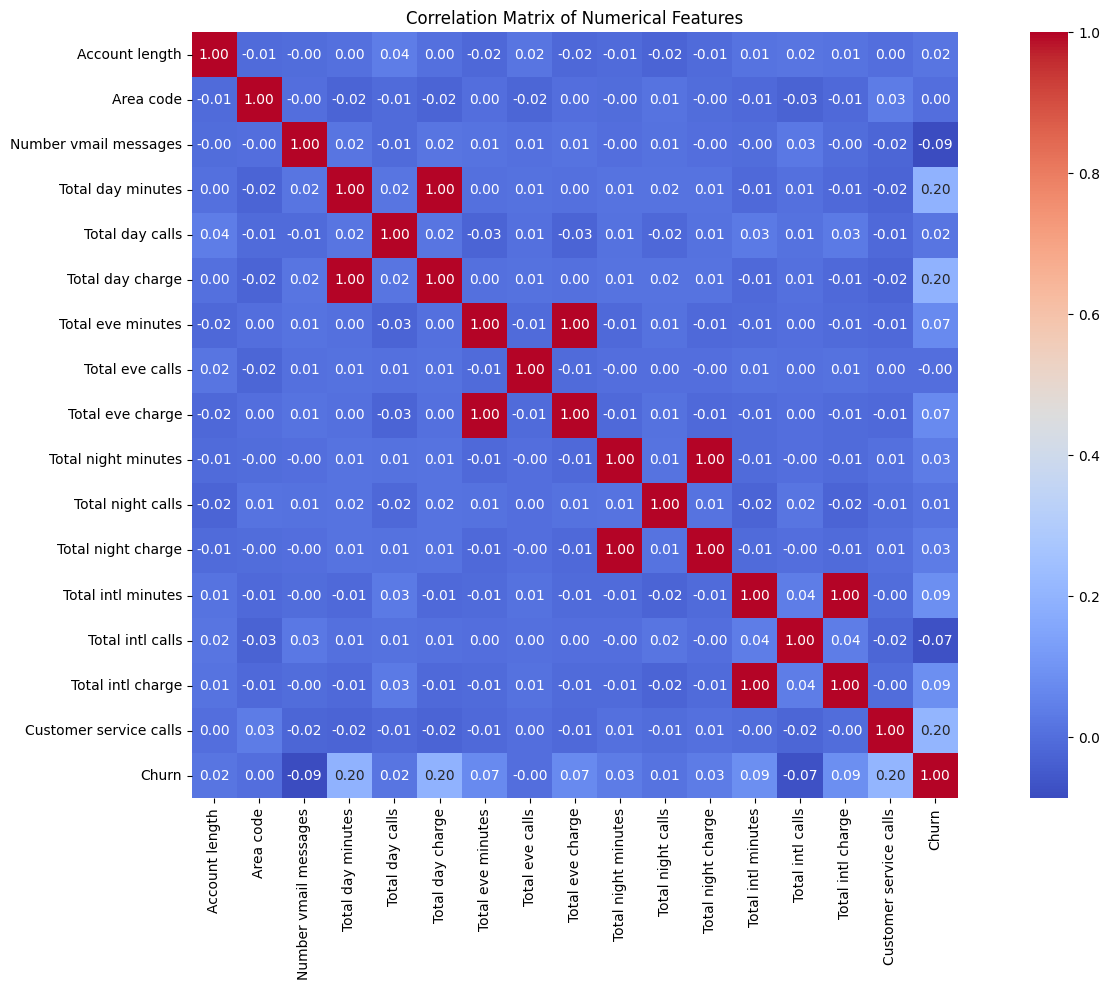 Correlation Matrix of Numerical Features
Account length 1.00 -0.01 -0.00 0.00 0.04 0.00 -0.02 0.02 -0.02 -0.01 -0.02 -0.01 0.01 0.02 0.01 0.00 0.02
Area code -0.01 1.00 -0.00 -0.02 -0.01 -0.02 0.00 -0.02 0.00 -0.00 0.01 -0.00 -0.01 -0.03 -0.01 0.03 0.00
Number vmail messages -0.00 -0.00 1.00 0.02 -0.01 0.02 0.01 0.01 0.01 -0.00 0.01 -0.00 -0.00 0.03 -0.00 -0.02 -0.09
Total day minutes 0.00 -0.02 0.02 1.00 0.02 1.00 0.00 0.01 0.00 0.01 0.02 0.01 -0.01 0.01 -0.01 -0.02 0.20
Total day calls 0.04 -0.01 -0.01 0.02 1.00 0.02 -0.03 0.01 -0.03 0.01 -0.02 0.01 0.03 0.01 0.03 -0.01 0.02
Total day charge 0.00 -0.02 0.02 1.00 0.02 1.00 0.00 0.01 0.00 0.01 0.02 0.01 -0.01 0.01 -0.01 -0.02 0.20
Total eve minutes -0.02 0.00 0.01 0.00 -0.03 0.00 1.00 -0.01 1.00 -0.01 0.01 -0.01 -0.01 0.00 -0.01 -0.01 0.07
Total eve calls 0.02 -0.02 0.01 0.01 0.01 0.01 -0.01 1.00 -0.01 -0.00 0.00 -0.00 0.01 0.00 0.01 0.00 -0.00
Total eve charge -0.02 0.00 0.01 0.00 -0.03 0.00 1.00 -0.01 1.00 -0.01 0.01 -0.01 -0.01 0.00 -0.01 -0.01 0.07
Total night minutes -0.01 -0.00 -0.00 0.01 0.01 0.01 -0.01 -0.00 -0.01 1.00 0.01 1.00 -0.01 -0.00 -0.01 0.01 0.03
Total night calls -0.02 0.01 0.01 0.02 -0.02 0.02 0.01 0.00 0.01 0.01 1.00 0.01 -0.02 0.02 -0.02 0.01 0.01
Total night charge -0.01 -0.00 -0.00 0.01 0.01 0.01 -0.01 -0.00 -0.01 1.00 0.01 1.00 -0.01 -0.00 -0.01 0.01 0.03
Total intl minutes 0.01 -0.01 -0.00 -0.01 0.03 -0.01 -0.01 0.01 -0.01 -0.01 -0.02 -0.01 1.00 0.04 1.00 -0.00 0.09
Total intl calls 0.02 -0.03 0.03 0.01 0.01 0.01 0.00 0.00 0.00 -0.00 0.02 -0.00 0.04 1.00 0.04 -0.02 -0.07
Total intl charge 0.01 -0.01 -0.00 -0.01 0.03 -0.01 -0.01 0.01 -0.01 -0.01 -0.02 -0.01 1.00 0.04 1.00 -0.00 0.09
Customer service calls 0.00 0.03 -0.02 -0.02 -0.01 -0.02 -0.01 0.00 -0.01 0.01 0.01 0.01 -0.00 -0.02 -0.00 1.00 0.20
Churn 0.02 0.00 -0.09 0.20 0.02 0.20 0.07 -0.00 0.07 0.03 0.01 0.03 0.09 -0.07 0.09 0.20 1.00
Account length
Area code
Number vmail messages
Total day minutes
Total day calls
Total day charge
Total eve minutes
Total eve calls
Total eve charge
Total night minutes
Total night calls
Total night charge
Total intl minutes
Total intl calls
Total intl charge
Customer service calls
Churn
1.0
0.8
0.6
0.4
0.2
0.0